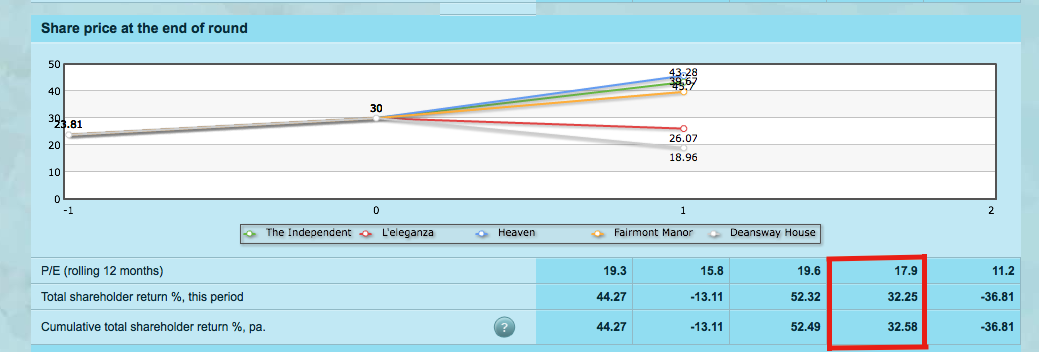 Share price at the end of round
50
43.28
39.67
45.7
40
30
30
23.81
20
26.07
18.96
10
0
-1 0 1 2
The Independent L'eleganza Heaven Fairmont Manor Deansway House
P/E (rolling 12 months) 19.3 15.8 19.6 17.9 11.2
Total shareholder return %, this period 44.27 -13.11 52.32 32.25 -36.81
Cumulative total shareholder return %, pa. ? 44.27 -13.11 52.49 32.58 -36.81